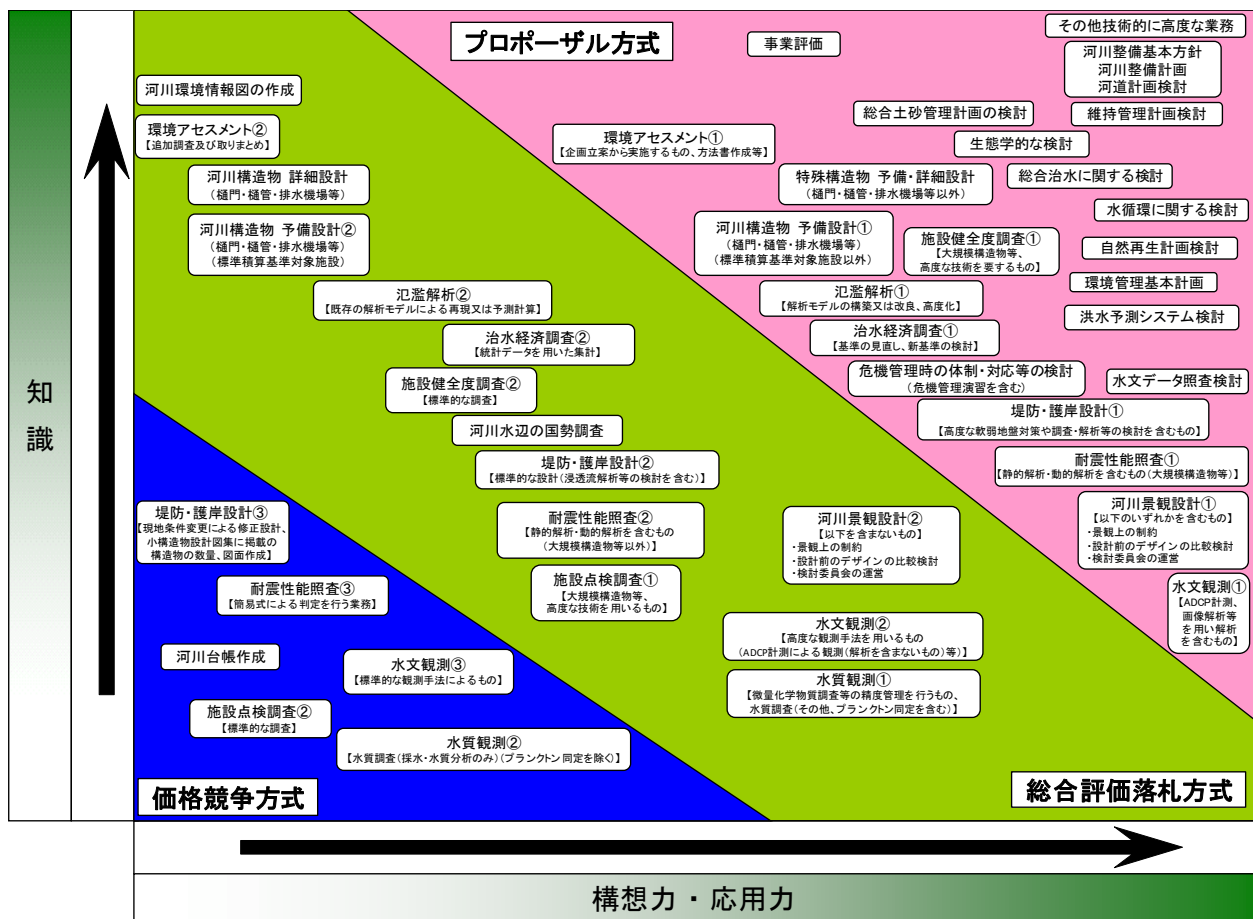 プロポーザル方式
事業評価
その他技術的に高度な業務
河川整備基本方針
河川整備計画
河道計画検討
河川環境情報図の作成
総合土砂管理計画の検討
維持管理計画検討
環境アセスメント②
【追加調査及び取りまとめ】
環境アセスメント①
【企画立案から実施するもの、方法書作成等】
生態学的な検討
河川構造物 詳細設計
(樋門・樋管・排水機場等)
特殊構造物 予備・詳細設計
(樋門・樋管・排水機場等以外)
総合治水に関する検討
水循環に関する検討
河川構造物 予備設計②
(樋門・樋管・排水機場等)
(標準積算基準対象施設)
河川構造物 予備設計①
(樋門・樋管・排水機場等)
(標準積算基準対象施設以外)
施設健全度調査①
【大規模構造物等、
高度な技術を要するもの】
自然再生計画検討
環境管理基本計画
氾濫解析②
【既存の解析モデルによる再現又は予測計算】
氾濫解析①
【解析モデルの構築又は改良、高度化】
洪水予測システム検討
治水経済調査②
【統計データを用いた集計】
治水経済調査①
【基準の見直し、新基準の検討】
施設健全度調査②
【標準的な調査】
危機管理時の体制・対応等の検討
(危機管理演習を含む)
水文データ照査検討
知
識
河川水辺の国勢調査
堤防・護岸設計①
【高度な軟弱地盤対策や調査・解析等の検討を含むもの】
堤防・護岸設計②
【標準的な設計(浸透流解析等の検討を含む)】
耐震性能照査①
【静的解析・動的解析を含むもの(大規模構造物等)】
堤防・護岸設計③
【現地条件変更による修正設計、
小構造物設計図集に掲載の
構造物の数量、図面作成】
耐震性能照査②
【静的解析・動的解析を含むもの
(大規模構造物等以外)】
河川景観設計②
【以下を含まないもの】
・景観上の制約
・設計前のデザインの比較検討
・検討委員会の運営
河川景観設計①
【以下のいずれかを含むもの】
・景観上の制約
・設計前のデザインの比較検討
・検討委員会の運営
耐震性能照査③
【簡易式による判定を行う業務】
施設点検調査①
【大規模構造物等、
高度な技術を用いるもの】
水文観測①
【ADCP計測、
画像解析等
を用い解析
を含むもの】
河川台帳作成
水文観測③
【標準的な観測手法によるもの】
水文観測②
【高度な観測手法を用いるもの
(ADCP計測による観測(解析を含まないもの)等)】
施設点検調査②
【標準的な調査】
水質観測①
【微量化学物質調査等の精度管理を行うもの、
水質調査(その他、プランクトン同定を含む)】
水質観測②
【水質調査(採水・水質分析のみ)(プランクトン同定を除く)】
価格競争方式
総合評価落札方式
構想力・応用力